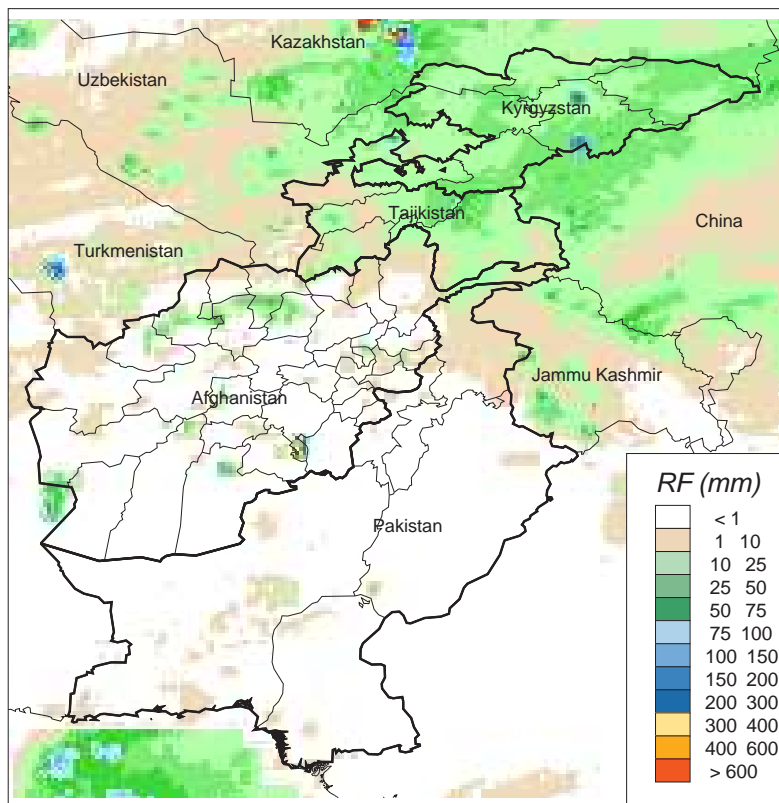 Kazakhstan
Uzbekistan
Kyrgyzstan
Tajikistan
China
Turkmenistan
Jammu Kashmir
Afghanistan
Pakistan
RF (mm)
< 1
1 10
10 25
25 50
50 75
75 100
100 150
150 200
200 300
300 400
400 600
> 600